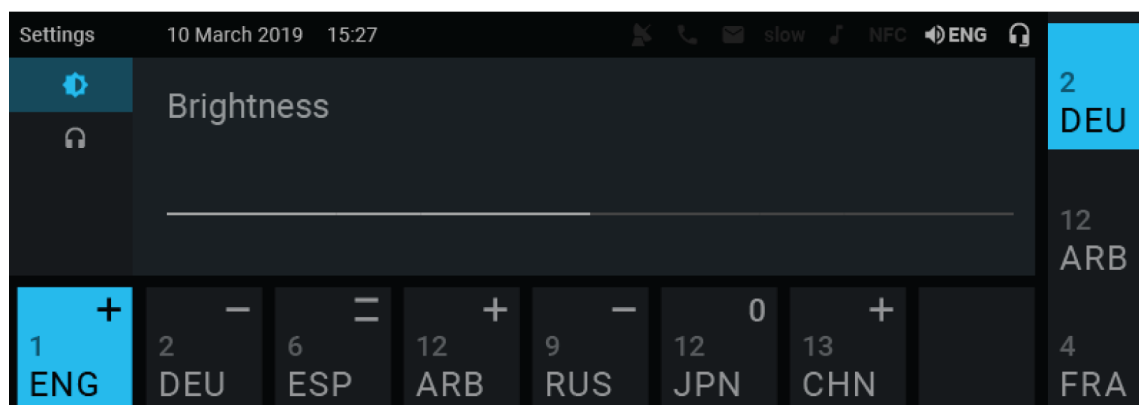 Settings 10 March 2019 15:27 slow NFC ENG
Brightness
2
DEU
12
ARB
4
FRA
+ − = + − 0 +
1 2 6 12 9 12 13
ENG DEU ESP ARB RUS JPN CHN